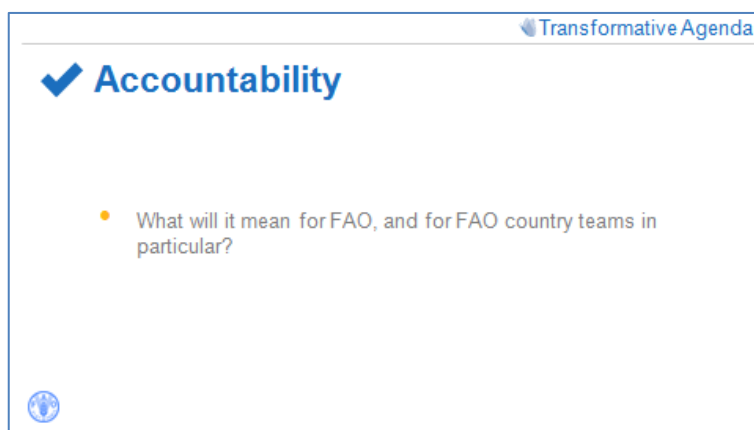 Transformative Agenda
Accountability
What will it mean for FAO, and for FAO country teams in
particular?